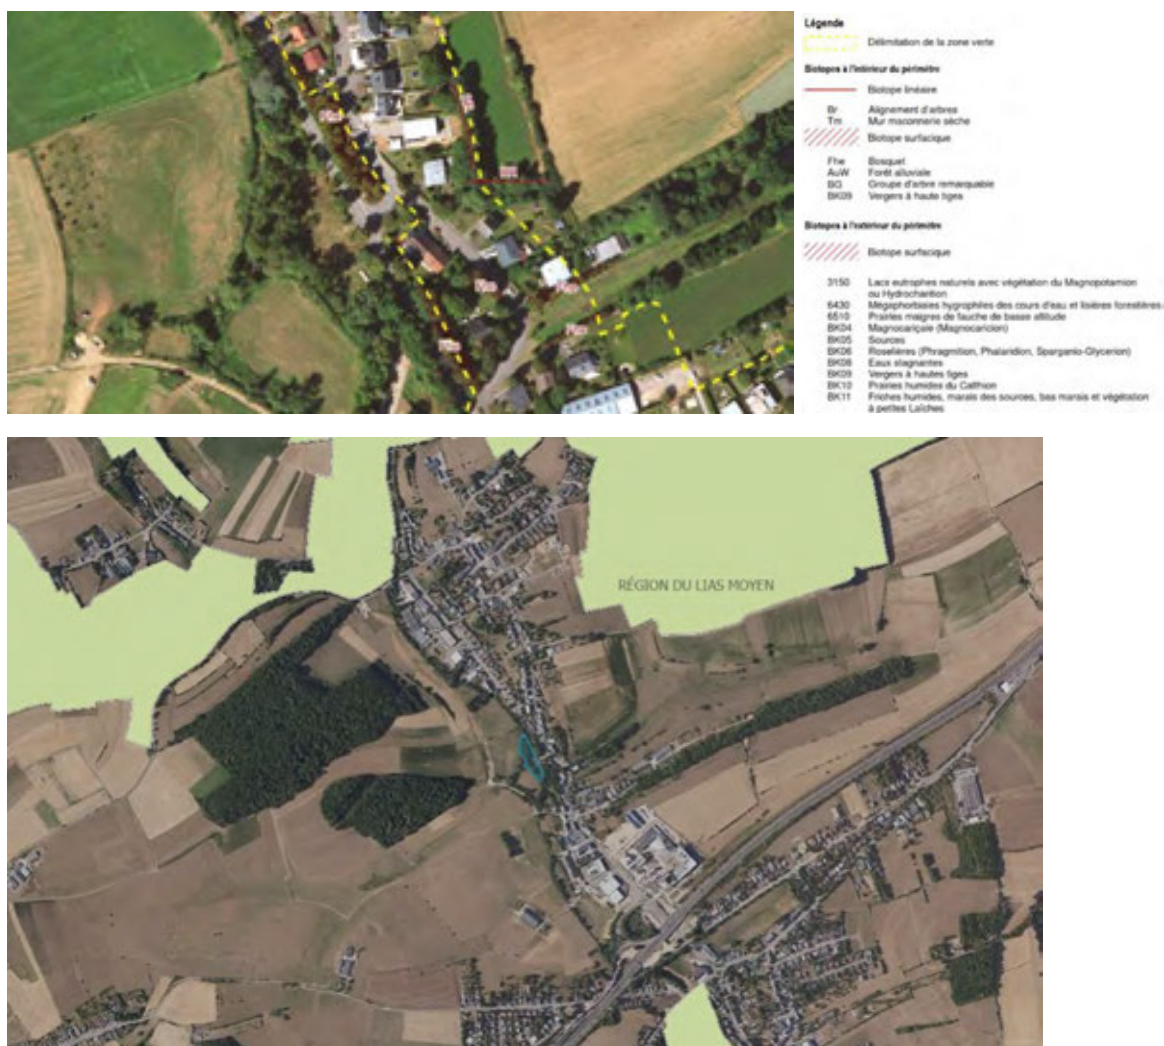 Légende
Délimitation de la zone verte
Biotopes à l'intérieur du périmètre
Biotope linéaire
Br Alignement d'arbres
Tm Mur maconnerie sèche
Biotope surfacique
Fhe Bosquet
AuW Forêt alluviale
BG Groupe d'arbre remarquable
BK09 Vergers à haute tiges
Biotopes à l'extérieur du périmètre
Biotope surfacique
3150 Lacs eutrophes naturels avec végétation du Magnopotamion
ou Hydrocharition
6430 Mégaphorbiaies hygrophiles des cours d'eau et lisières forestières
6510 Prairies maigres de fauche de basse altitude
BK04 Magnocariçaie (Magnocaricion)
BK05 Sources
BK06 Roselières (Phragmition, Phalaridion, Sparganio-Glycerion)
BK08 Eaux stagnantes
BK09 Vergers à hautes tiges
BK10 Prairies humides du Calthion
BK11 Friches humides, marais des sources, bas marais et végétation
à petites Laîches
RÉGION DU LIAS MOYEN